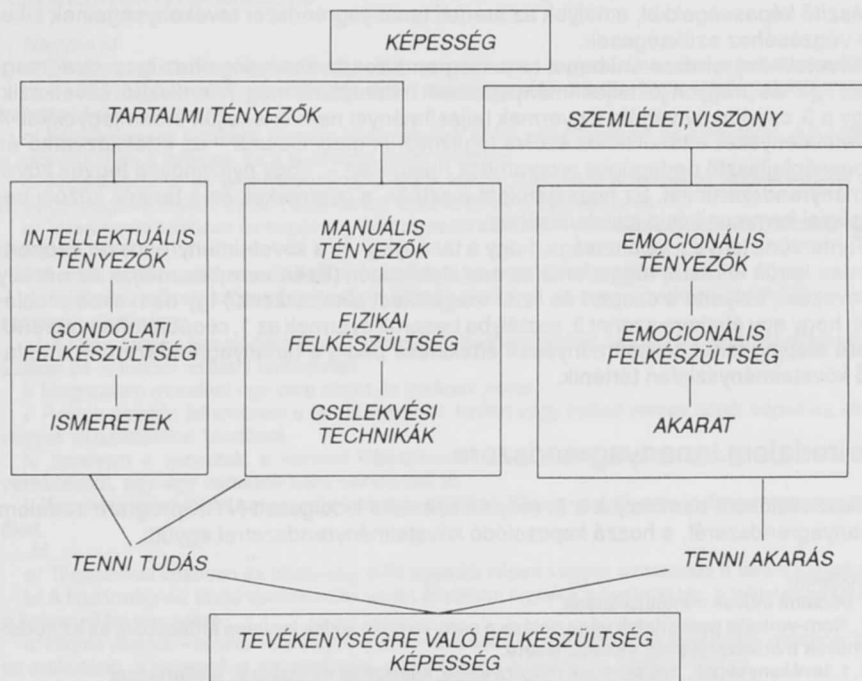 KÉPESSÉG
TARTALMI TÉNYEZŐK
SZEMLÉLET,VISZONY
INTELLEKTUÁLIS
TÉNYEZŐK
GONDOLATI
FELKÉSZÜLTSÉG
ISMERETEK
MANUÁLIS
TÉNYEZŐK
FIZIKAI
FELKÉSZÜLTSÉG
CSELEKVÉSI
TECHNIKÁK
EMOCIONÁLIS
TÉNYEZŐK
EMOCIONÁLIS
FELKÉSZÜLTSÉG
AKARAT
TENNI TUDÁS
TENNI AKARÁS
TEVÉKENYSÉGRE VALÓ FELKÉSZÜLTSÉG
KÉPESSÉG